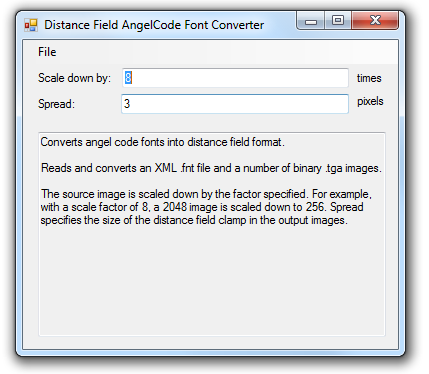 Distance Field AngelCode Font Converter
File
Scale down by: 8 times
Spread: 3 pixels
Converts angel code fonts into distance field format.
Reads and converts an XML .fnt file and a number of binary .tga images.
The source image is scaled down by the factor specified. For example,
with a scale factor of 8, a 2048 image is scaled down to 256. Spread
specifies the size of the distance field clamp in the output images.